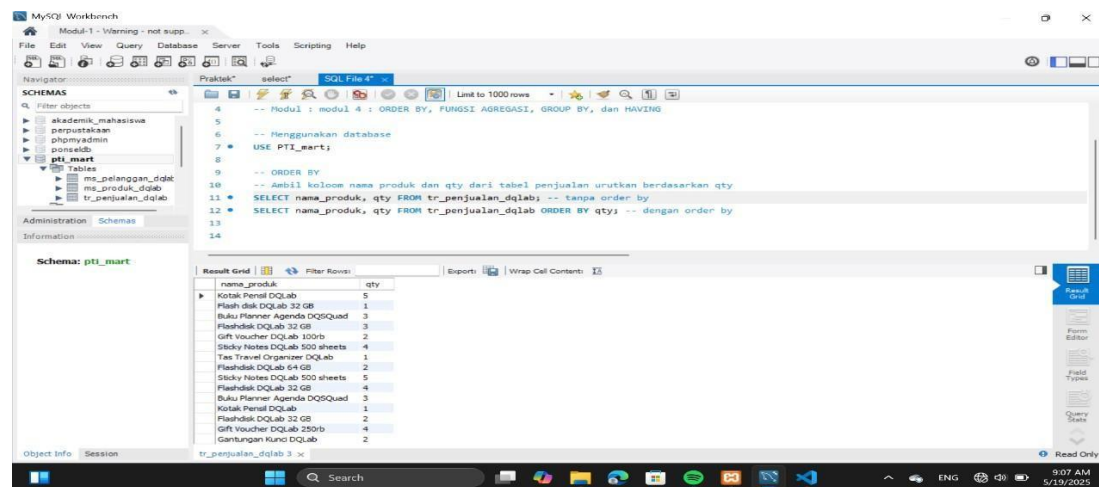 MySQL Workbench
Modul-1 - Warning - not supp..
File Edit View Query Database Server Tools Scripting Help
Navigator
SCHEMAS
Filter objects
akademik_mahasiswa
perpustakaan
phpmyadmin
ponseldb
pti_mart
Tables
ms_pelanggan_dqlab
ms_produk_dqlab
tr_penjualan_dqlab
Administration Schemas
Information
Schema: pti_mart
Object Info Session
Praktek* select* SQL File 4*
Limit to 1000 rows
4 -- Modul : modul 4 : ORDER BY, FUNGSI AGREGASI, GROUP BY, dan HAVING
5
6 -- Menggunakan database
7 USE PTI_mart;
8
9 -- ORDER BY
10 -- Ambil koloom nama produk dan qty dari tabel penjualan urutkan berdasarkan qty
11 SELECT nama_produk, qty FROM tr_penjualan_dqlab; -- tanpa order by
12 SELECT nama_produk, qty FROM tr_penjualan_dqlab ORDER BY qty; -- dengan order by
13
14
Result Grid Filter Rows: Export: Wrap Cell Content:
nama_produk qty
Kotak Pensil DQLab 5
Flash disk DQLab 32 GB 1
Buku Planner Agenda DQSQuad 3
Flashdisk DQLab 32 GB 3
Gift Voucher DQLab 100rb 2
Sticky Notes DQLab 500 sheets 4
Tas Travel Organizer DQLab 1
Flashdisk DQLab 64 GB 2
Sticky Notes DQLab 500 sheets 5
Flashdisk DQLab 32 GB 4
Buku Planner Agenda DQSQuad 3
Kotak Pensil DQLab 1
Flashdisk DQLab 32 GB 2
Gift Voucher DQLab 250rb 4
Gantungan Kunci DQLab 2
Result Grid
Form Editor
Field Types
Query Stats
tr_penjualan_dqlab 3
Read Only
Search
ENG
9:07 AM
5/19/2025